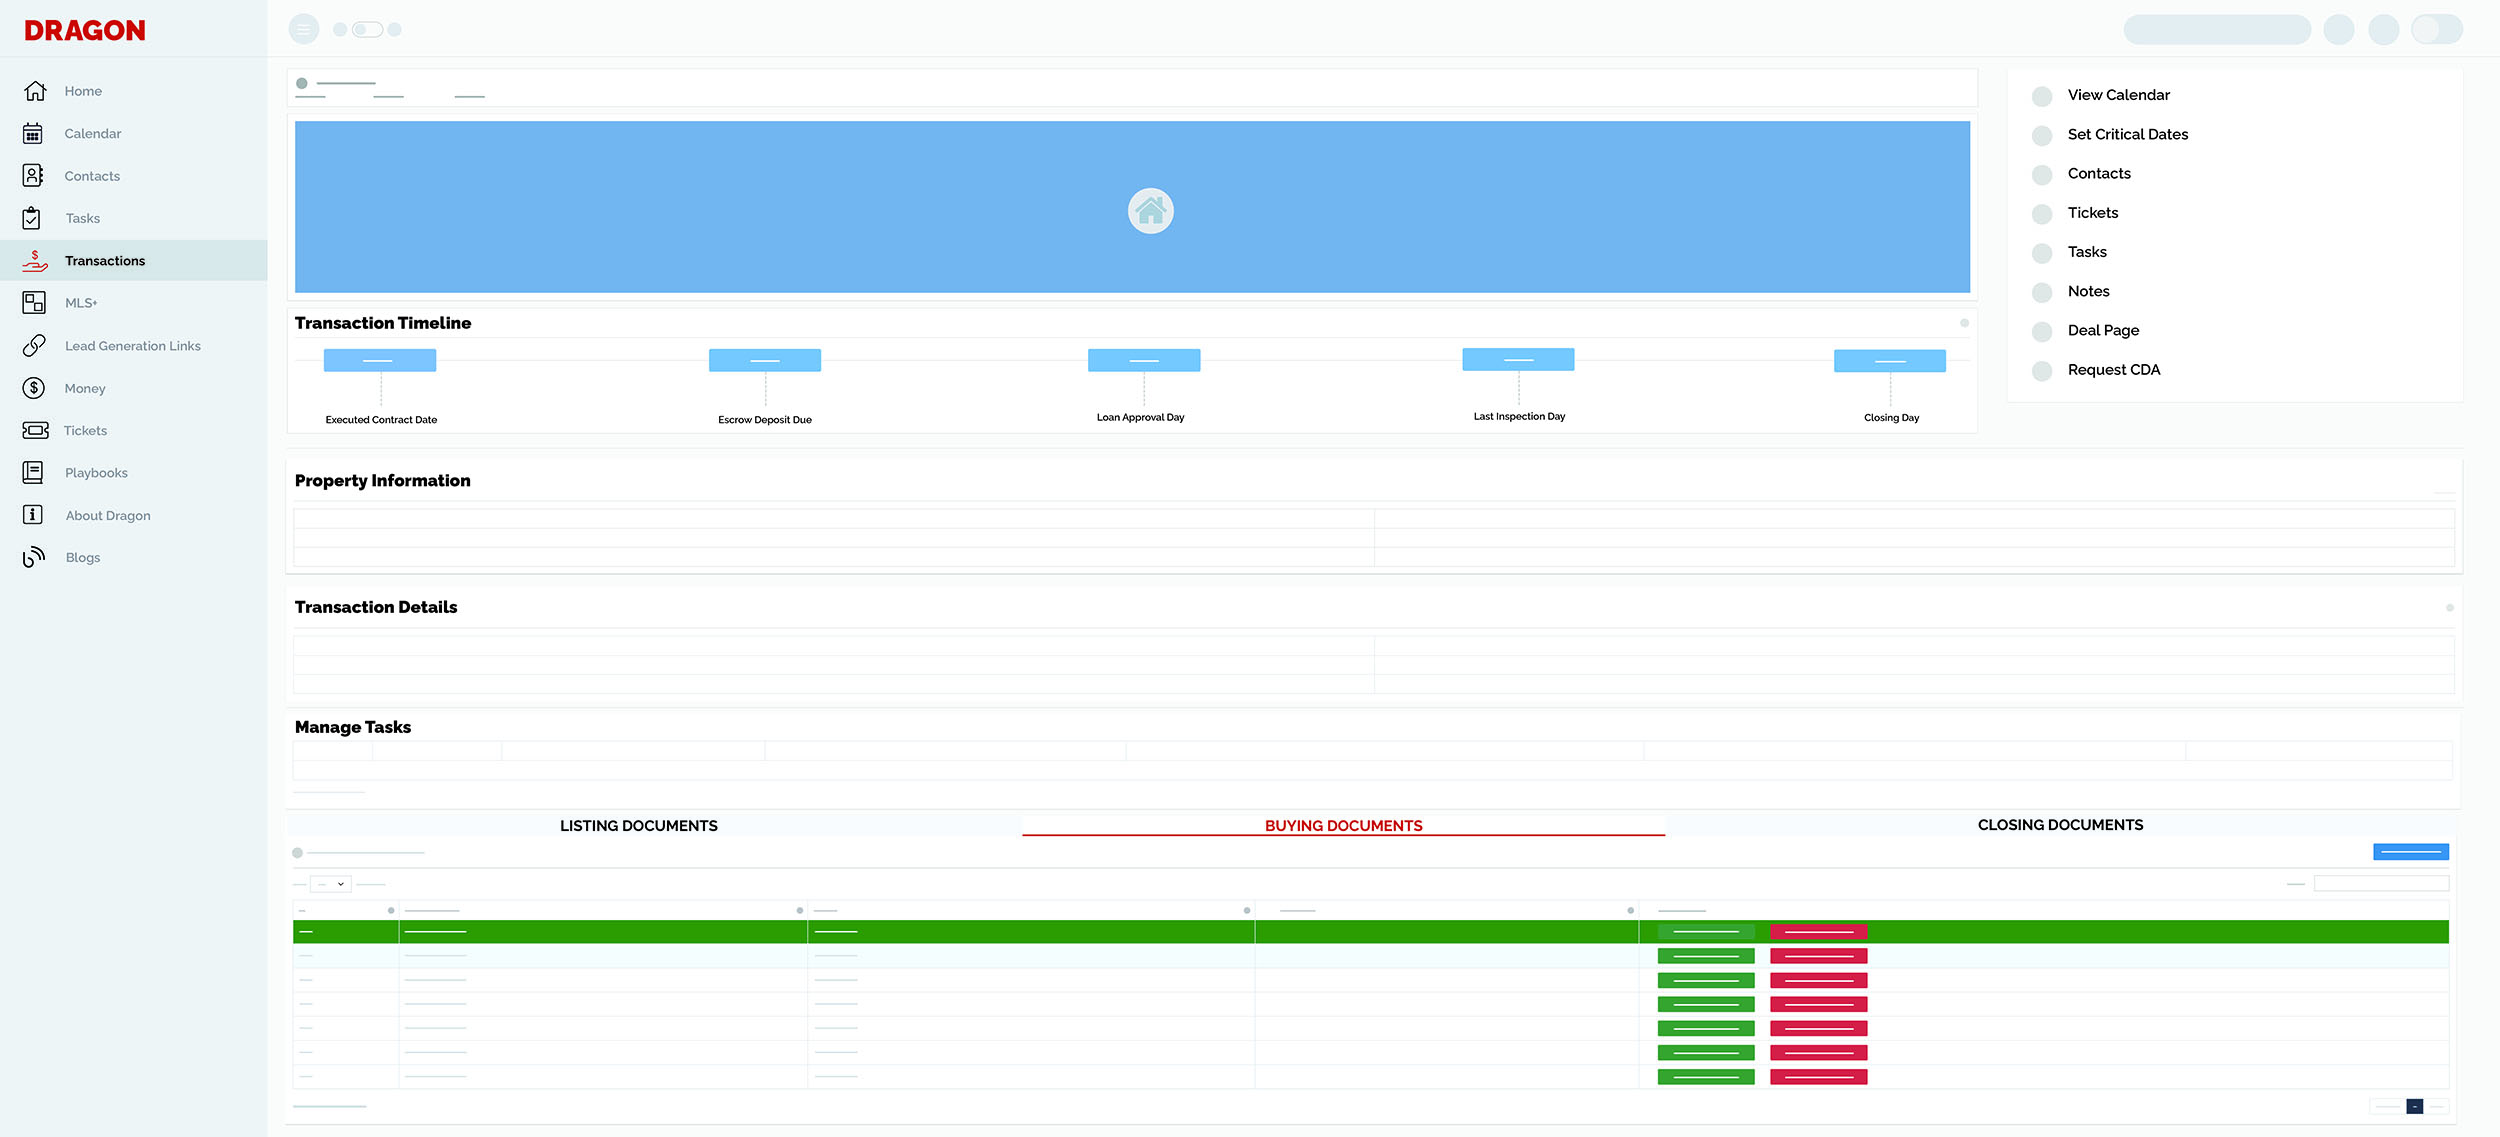 DRAGON
Home
Calendar
Contacts
Tasks
Transactions
MLS+
Lead Generation Links
Money
Tickets
Playbooks
About Dragon
Blogs
View Calendar
Set Critical Dates
Contacts
Tickets
Tasks
Notes
Deal Page
Request CDA
Transaction Timeline
Executed Contract Date
Escrow Deposit Due
Loan Approval Day
Last Inspection Day
Closing Day
Property Information
Transaction Details
Manage Tasks
LISTING DOCUMENTS
BUYING DOCUMENTS
CLOSING DOCUMENTS